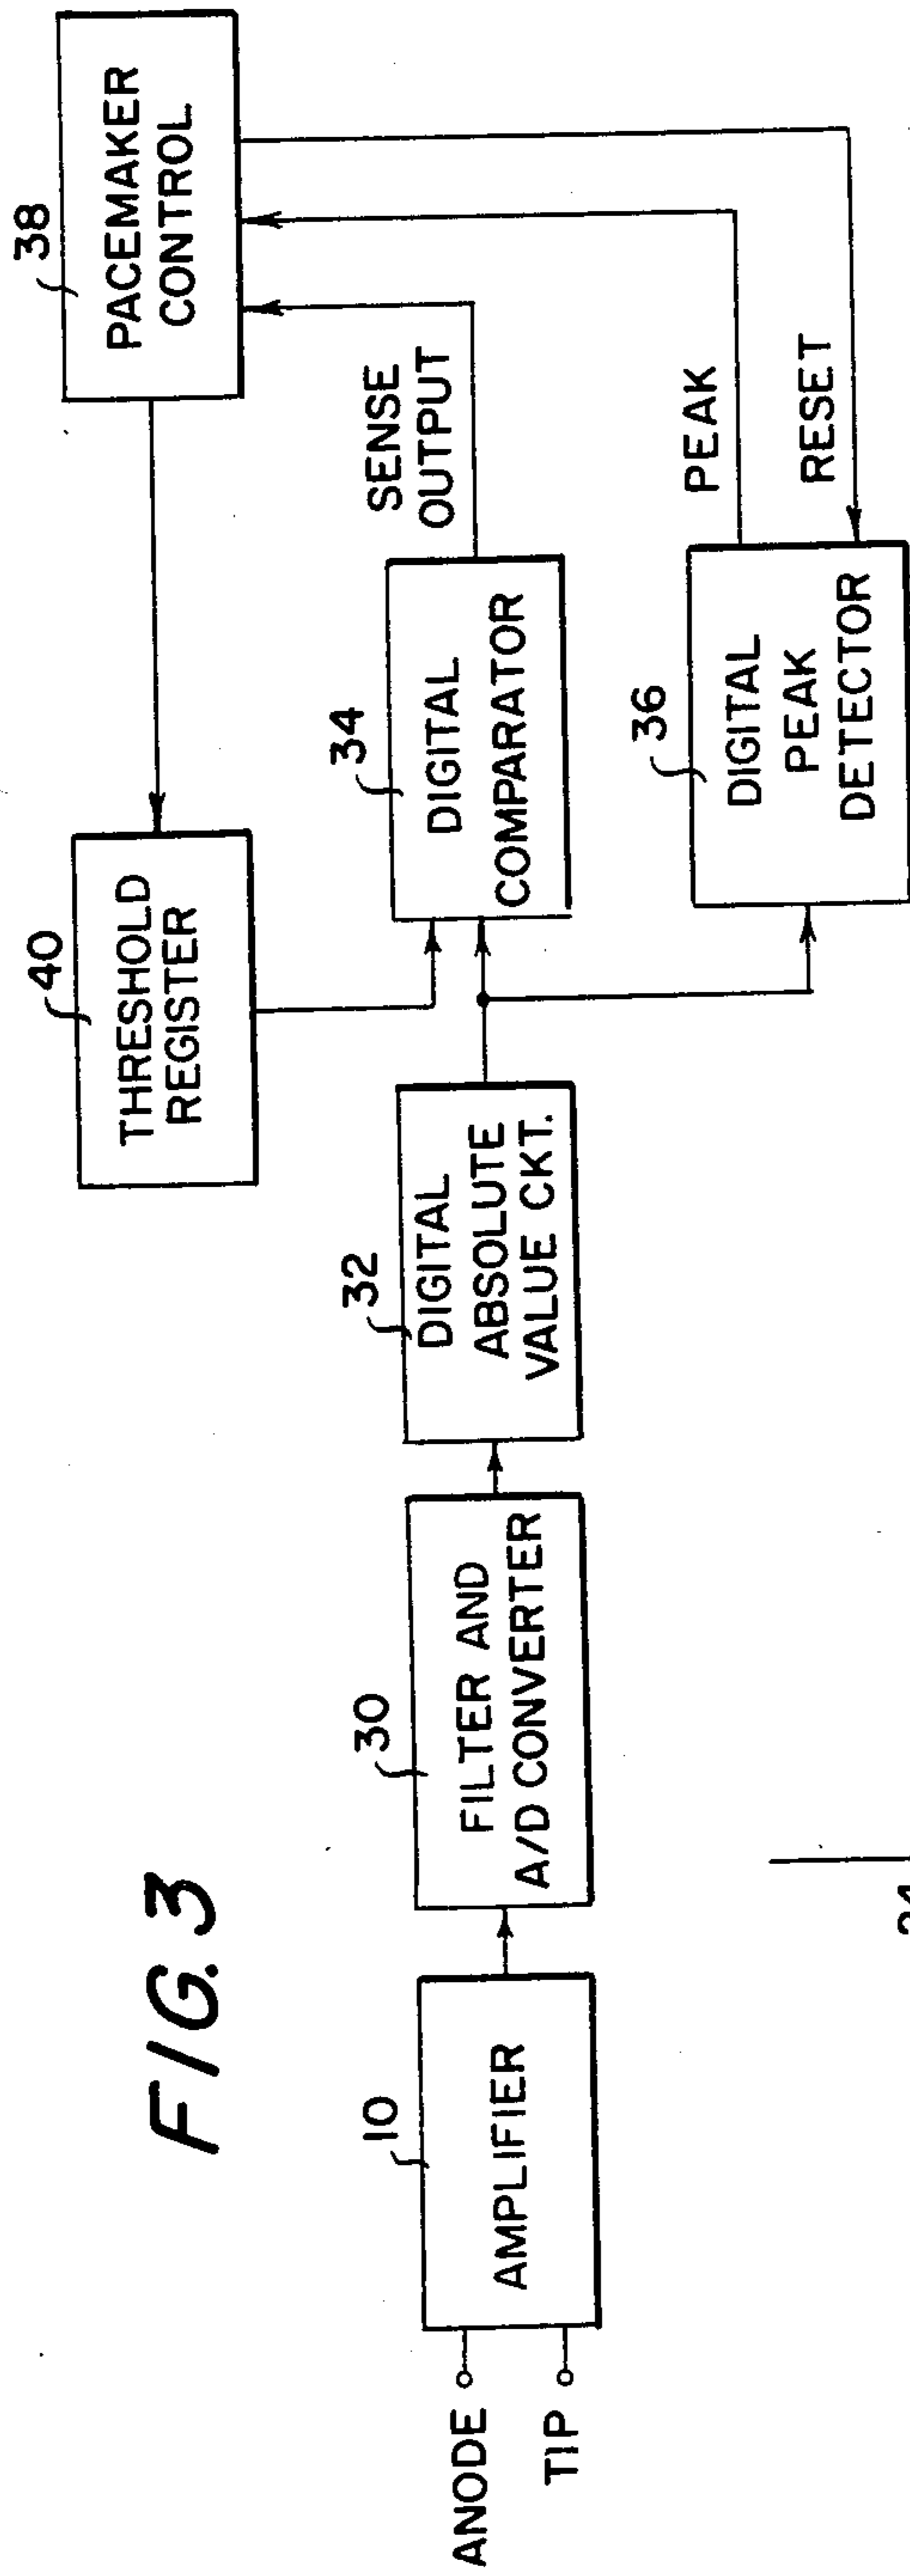 FIG. 3
ANODE
TIP
10
AMPLIFIER
30
FILTER AND
A/D CONVERTER
32
DIGITAL
ABSOLUTE
VALUE CKT.
40
THRESHOLD
REGISTER
34
DIGITAL
COMPARATOR
SENSE
OUTPUT
36
DIGITAL
PEAK
DETECTOR
PEAK
RESET
38
PACEMAKER
CONTROL